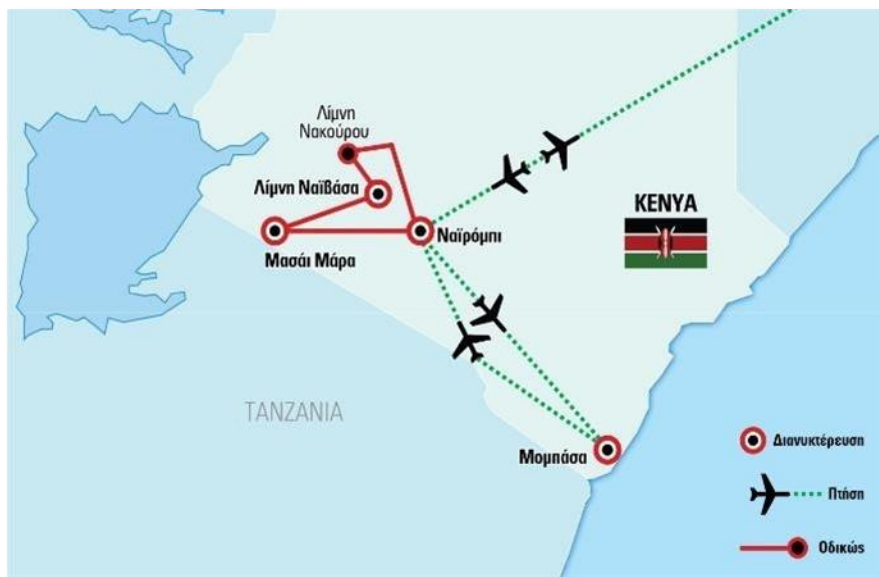 Λίμνη
Νακούρου
Λίμνη Ναϊβάσα
KENYA
Ναϊρόμπι
Μασάι Μάρα
TANZANIA
Διανυκτέρευση
Μομπάσα
Πτήση
Οδικώς